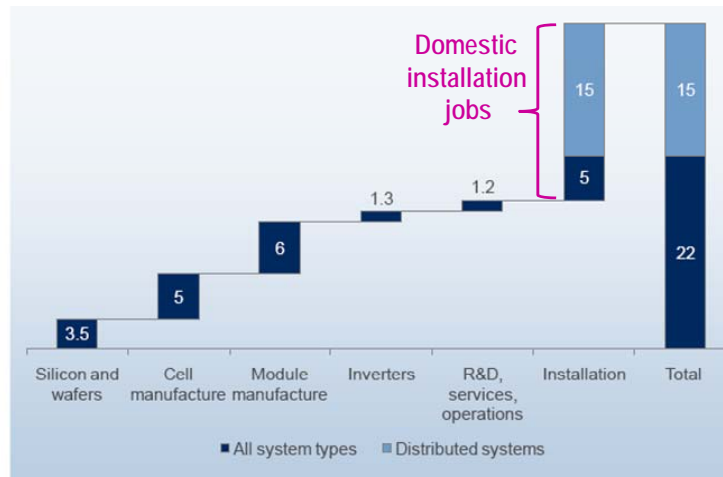 Domestic
installation
jobs
15
15
5
1.3
1.2
6
22
5
3.5
Silicon and
wafers
Cell
manufacture
Module
manufacture
Inverters
R&D,
services,
operations
Installation
Total
All system types
Distributed systems